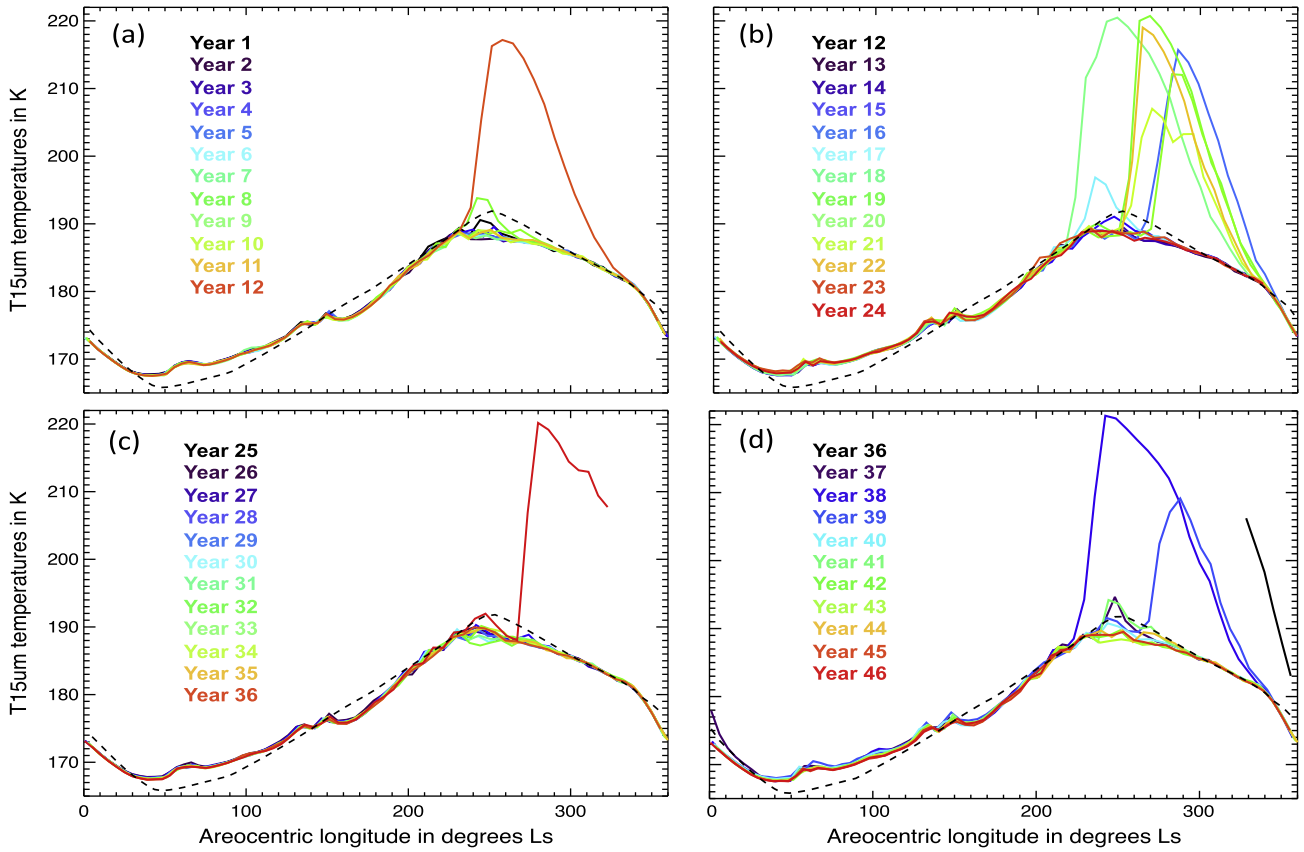 (a)
T15um temperatures in K
220
210
200
190
180
170
Year 1
Year 2
Year 3
Year 4
Year 5
Year 6
Year 7
Year 8
Year 9
Year 10
Year 11
Year 12
(b)
Year 12
Year 13
Year 14
Year 15
Year 16
Year 17
Year 18
Year 19
Year 20
Year 21
Year 22
Year 23
Year 24
(c)
T15um temperatures in K
220
210
200
190
180
170
Year 25
Year 26
Year 27
Year 28
Year 29
Year 30
Year 31
Year 32
Year 33
Year 34
Year 35
Year 36
0 100 200 300
Areocentric longitude in degrees Ls
(d)
Year 36
Year 37
Year 38
Year 39
Year 40
Year 41
Year 42
Year 43
Year 44
Year 45
Year 46
0 100 200 300
Areocentric longitude in degrees Ls